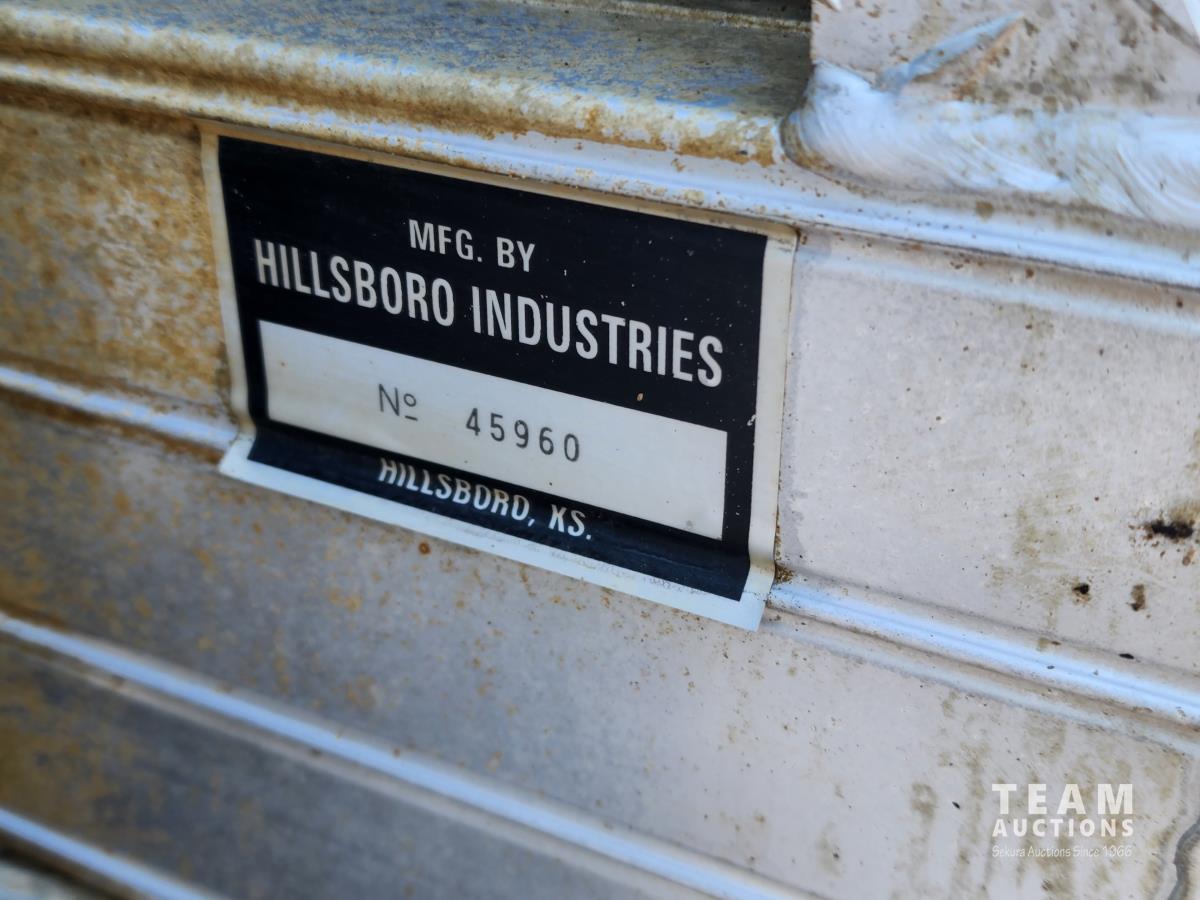 MFG. BY
HILLSBORO INDUSTRIES
Nº 45960
HILLSBORO, KS.
TEAM
AUCTIONS
Sekura Auctions Since 1966